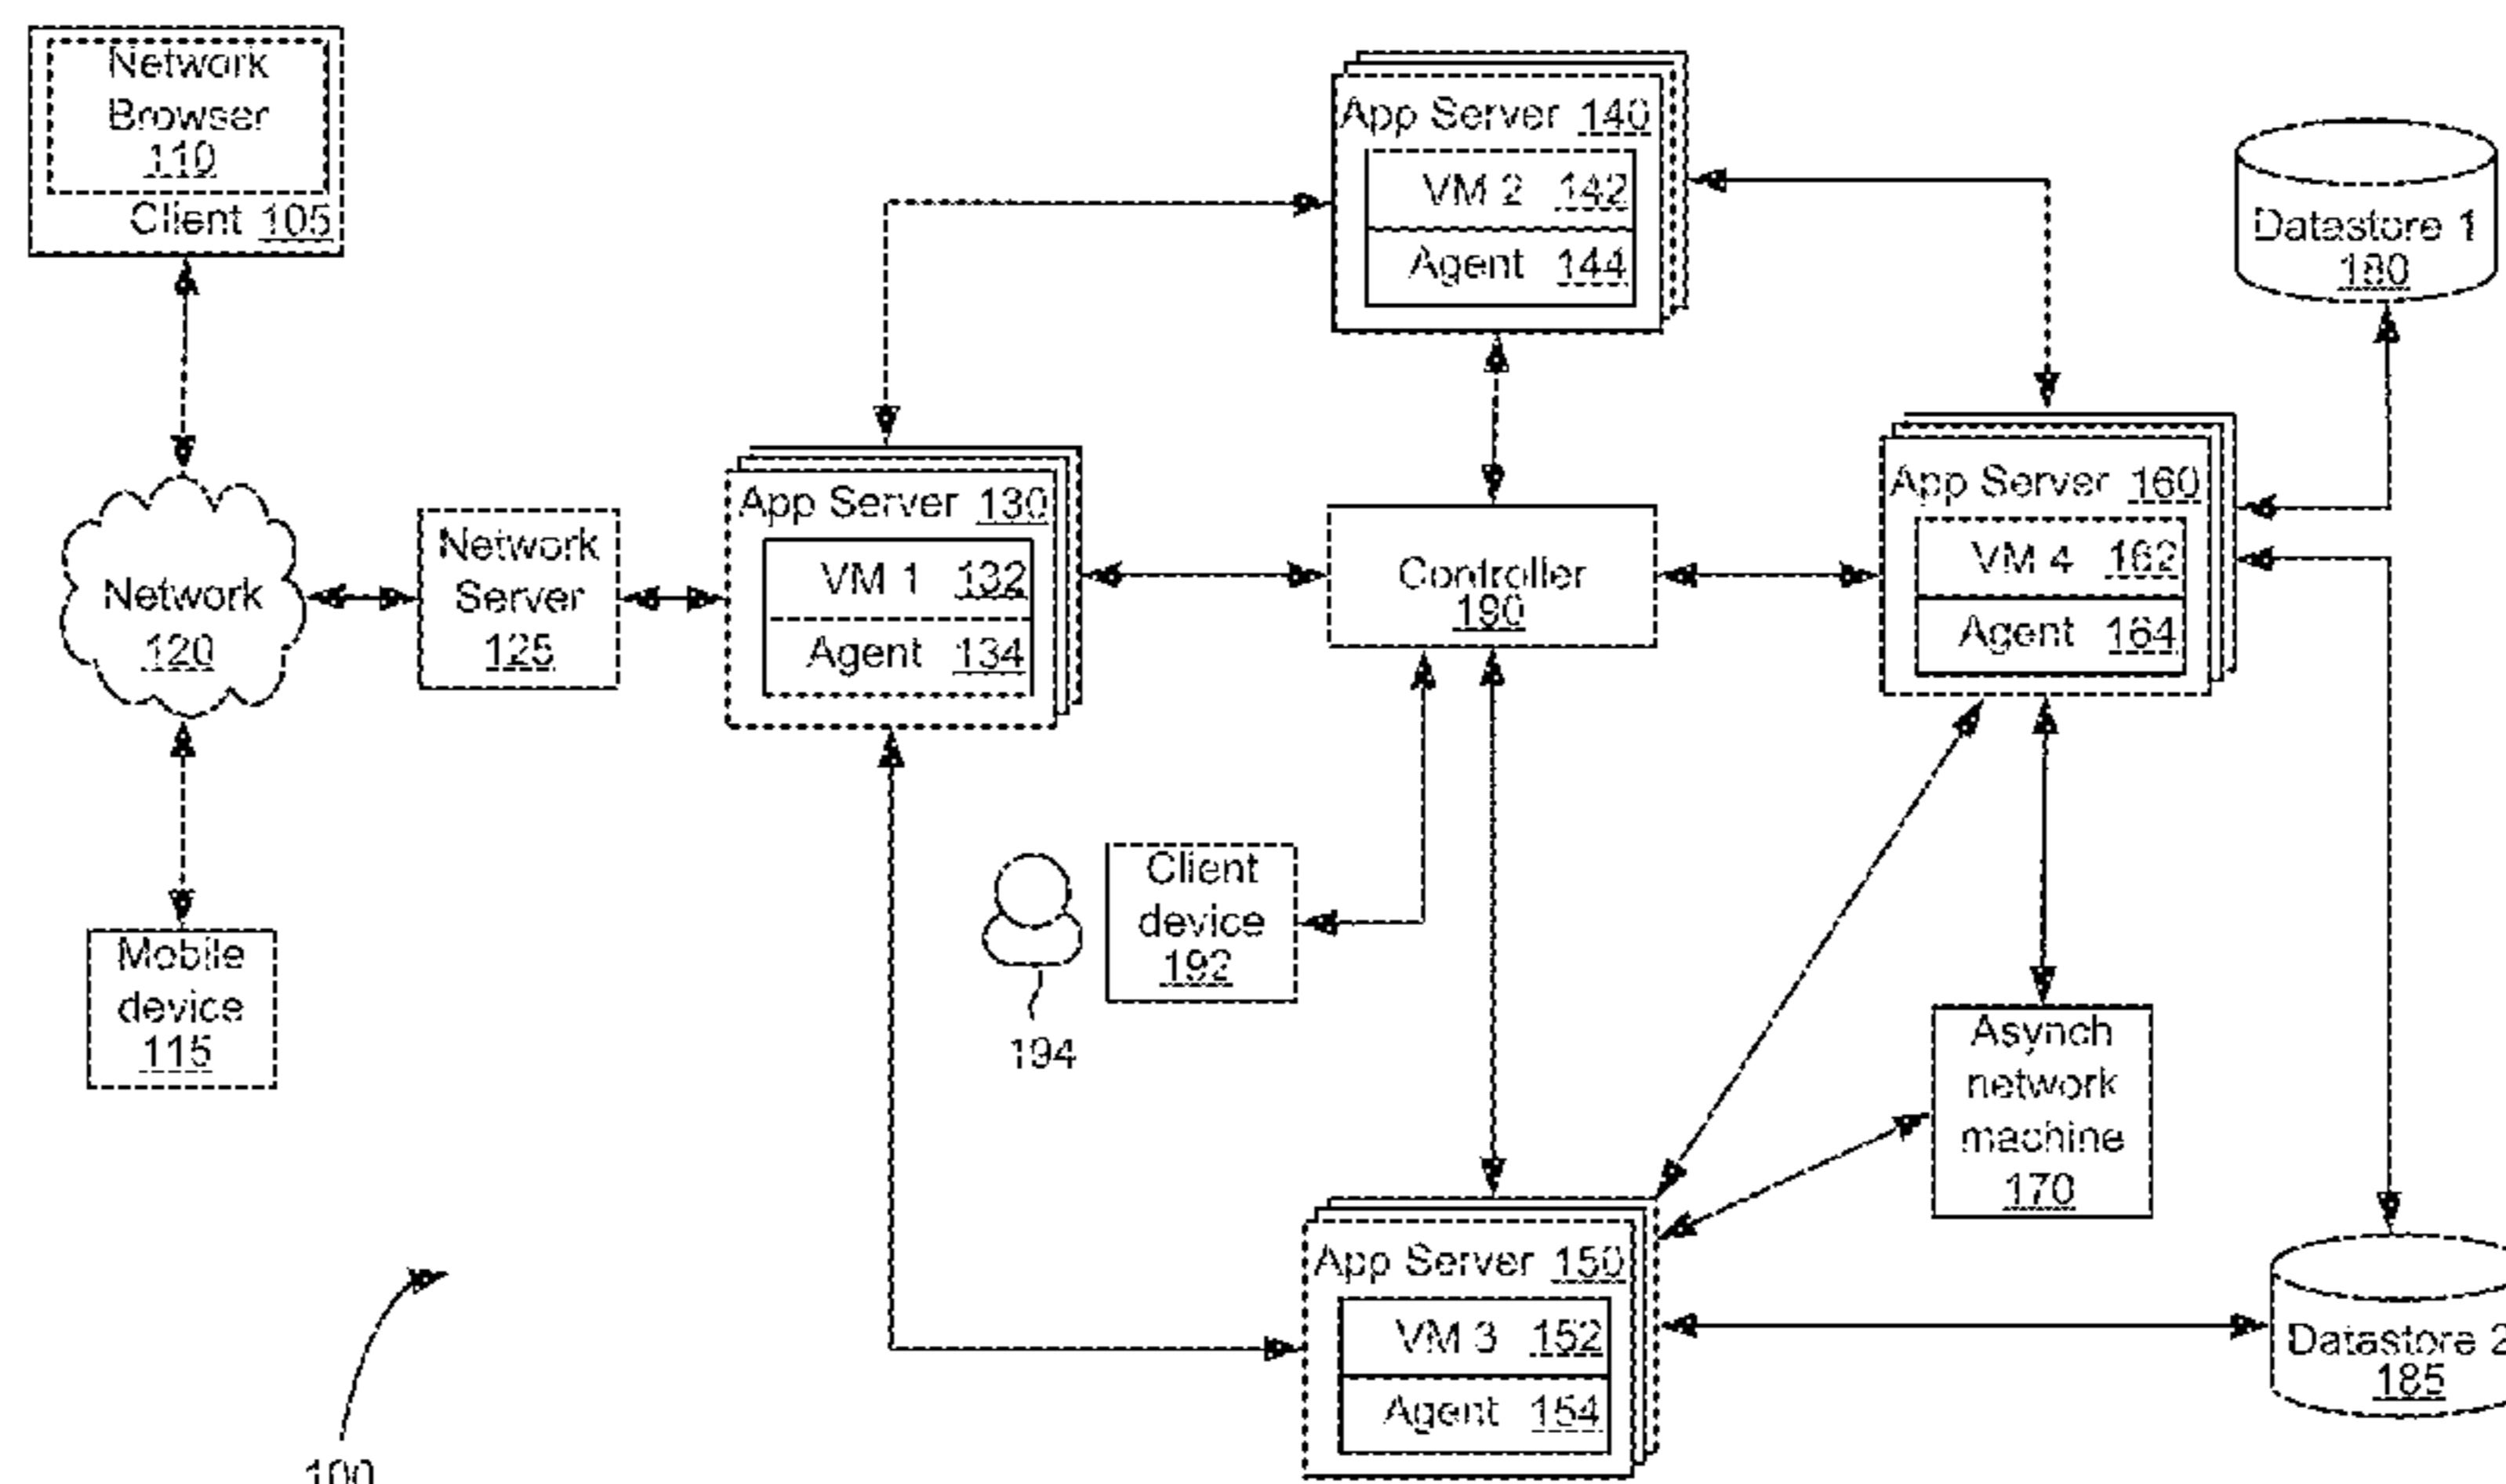 Network
Browser
110
Client 105
App Server 140
VM 2 142
Agent 144
Datastore 1
180
Network
120
Network
Server
125
App Server 130
VM 1 132
Agent 134
Controller
190
App Server 160
VM 4 162
Agent 164
Mobile
device
115
Client
device
192
194
Asynch
network
machine
170
App Server 150
VM 3 152
Agent 154
Datastore 2
185
100